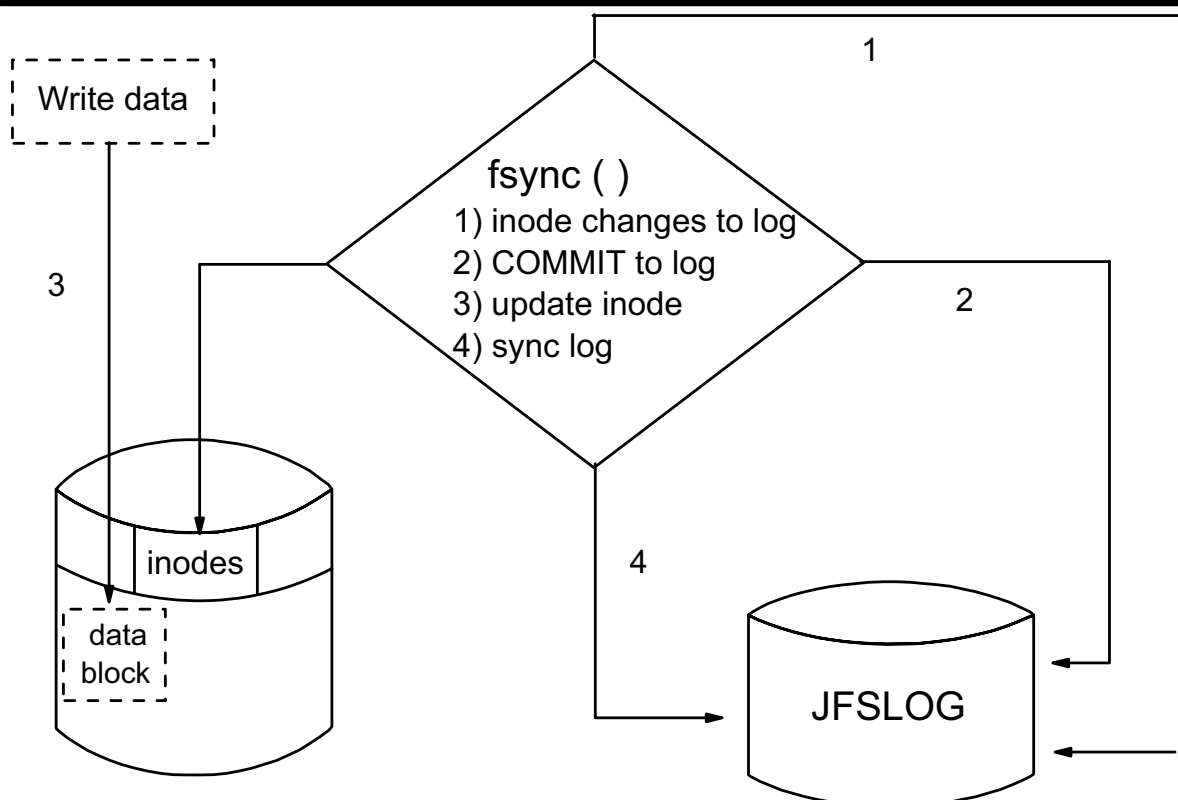 1
Write data
fsync ( )
1) inode changes to log
2) COMMIT to log
3) update inode
4) sync log
3
2
inodes
4
data
block
JFSLOG